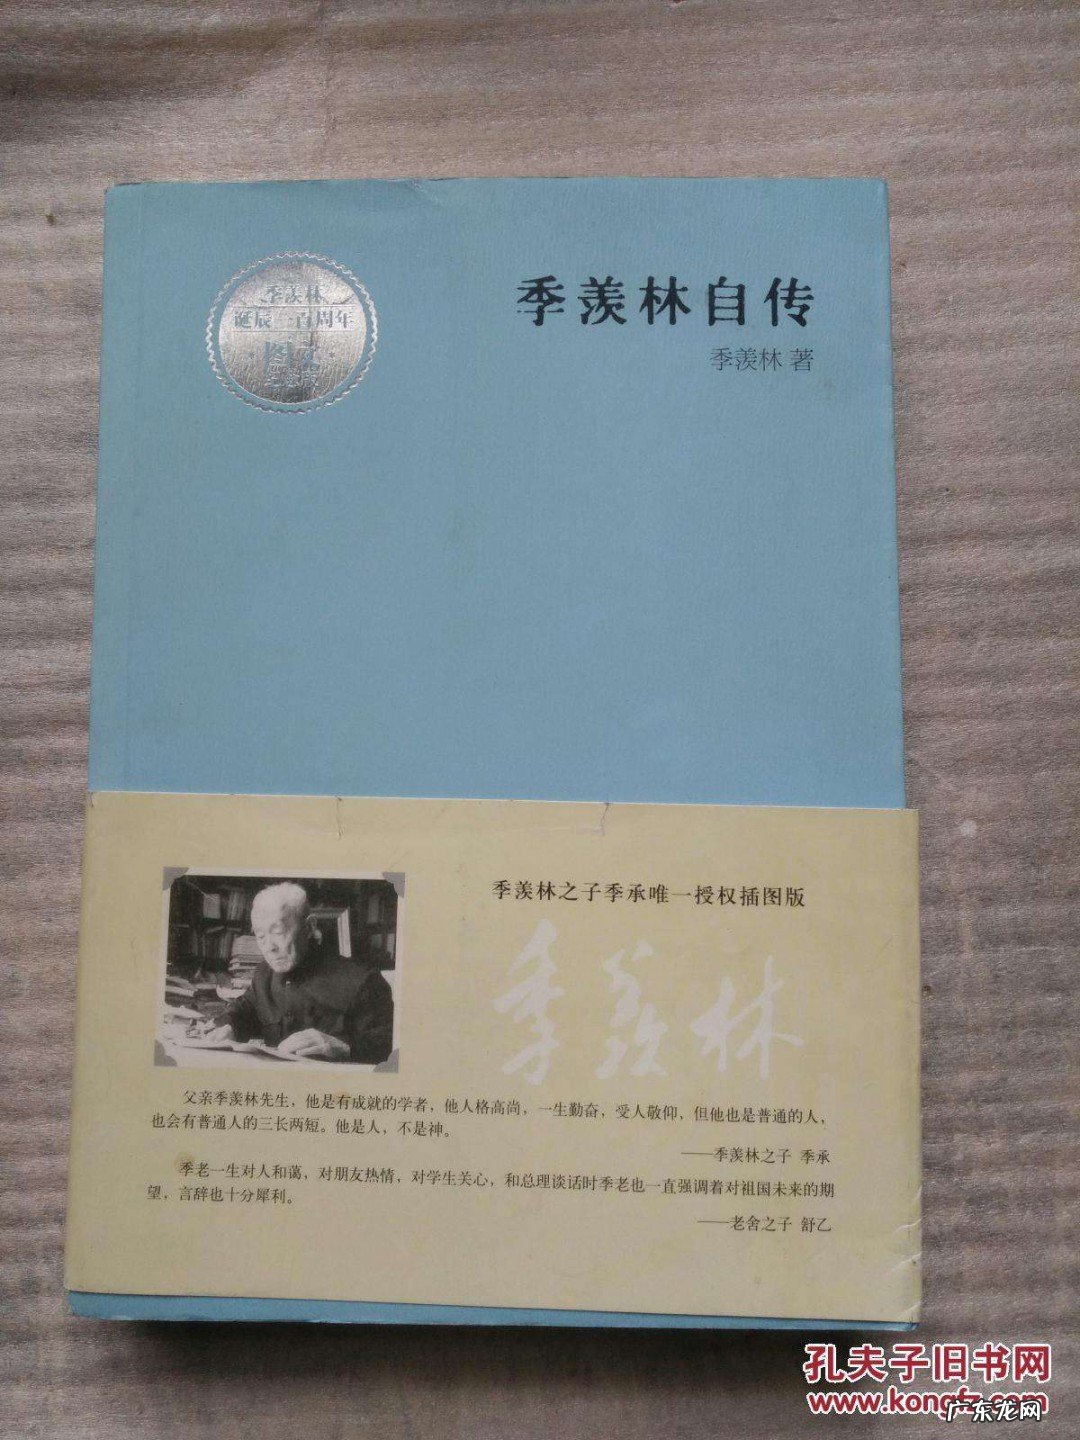 季羡林
诞辰一百周年
图文
纪念版
季羡林自传
季羡林 著
季羡林之子季承唯一授权插图版
季羡林
父亲季羡林先生，他是有成就的学者，他人格高尚，一生勤奋，受人敬仰，但他也是普通的人，
也会有普通人的三长两短。他是人，不是神。
——季羡林之子 季承
季老一生对人和蔼，对朋友热情，对学生关心，和总理谈话时季老也一直强调着对祖国未来的期
望，言辞也十分犀利。
——老舍之子 舒乙
孔夫子旧书网
www.kongfz.com
广东龙网